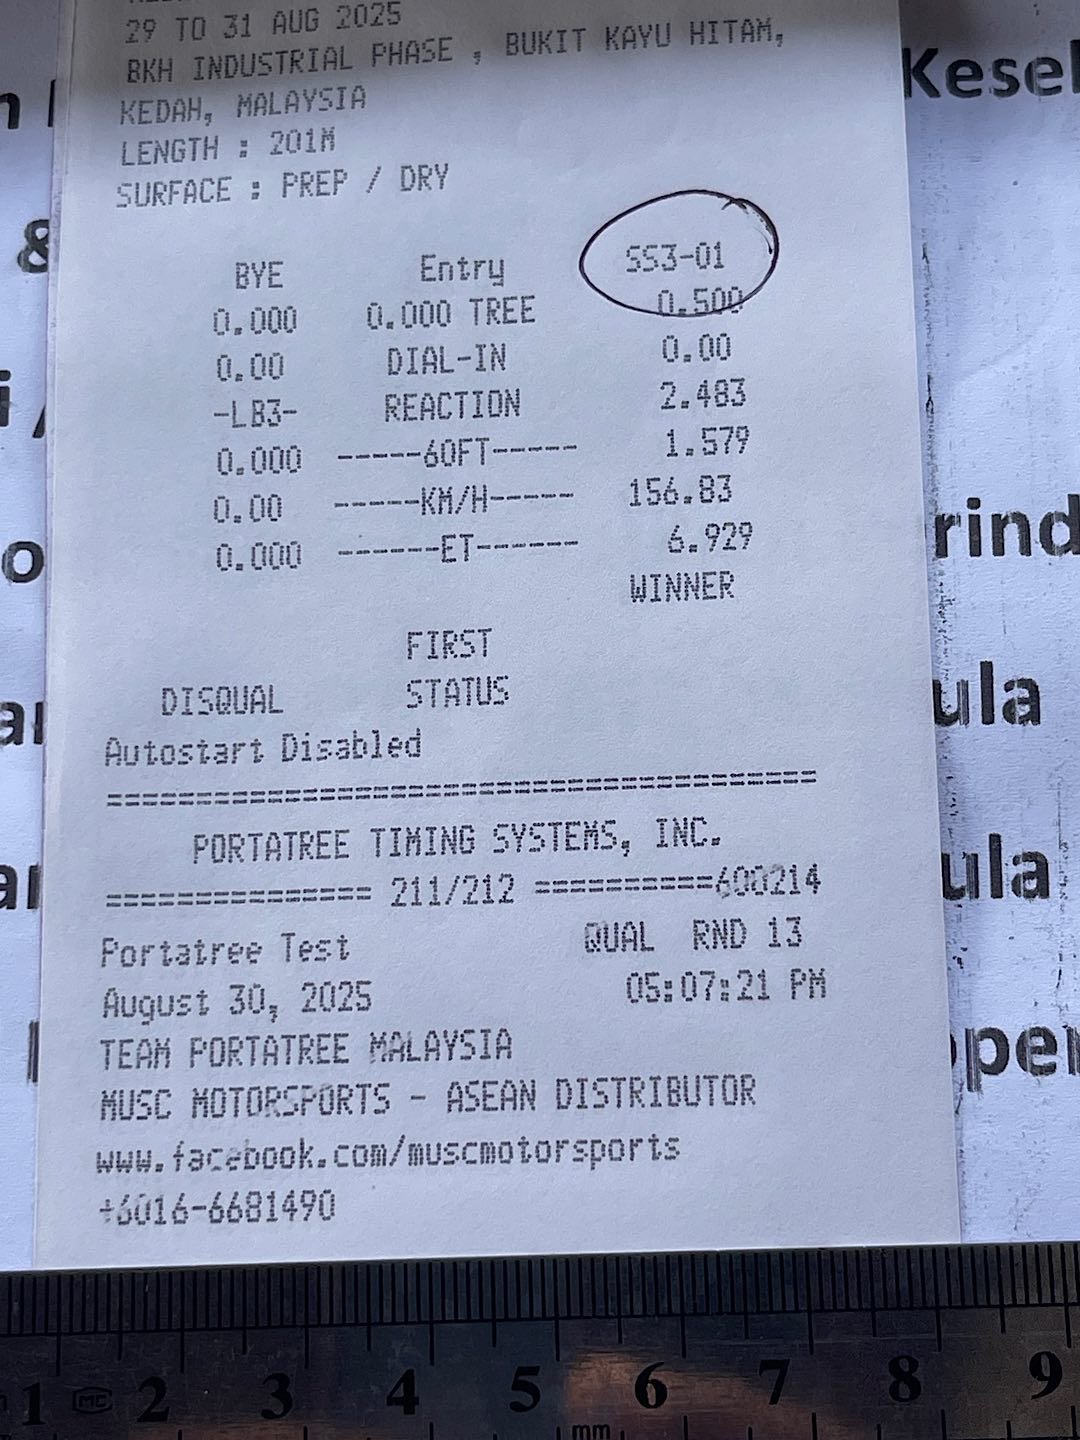 29 TO 31 AUG 2025
BKH INDUSTRIAL PHASE , BUKIT KAYU HITAM,
KEDAH, MALAYSIA
LENGTH : 201M
SURFACE : PREP / DRY
BYE Entry SS3-01
0.000 0.000 TREE 0.500
0.00 DIAL-IN 0.00
-LB3- REACTION 2.483
0.000 -----60FT----- 1.579
0.00 -----KM/H----- 156.83
0.000 ------ET------ 6.929
WINNER
FIRST
DISQUAL STATUS
Autostart Disabled
========================================
PORTATREE TIMING SYSTEMS, INC.
=============== 211/212 ==========600214
Portatree Test QUAL RND 13
August 30, 2025 05:07:21 PM
TEAM PORTATREE MALAYSIA
MUSC MOTORSPORTS - ASEAN DISTRIBUTOR
www.facebook.com/muscmotorsports
+6016-6681490
&
ula
ula
1 MC 2 3 4 5 6 7 8 9
mm